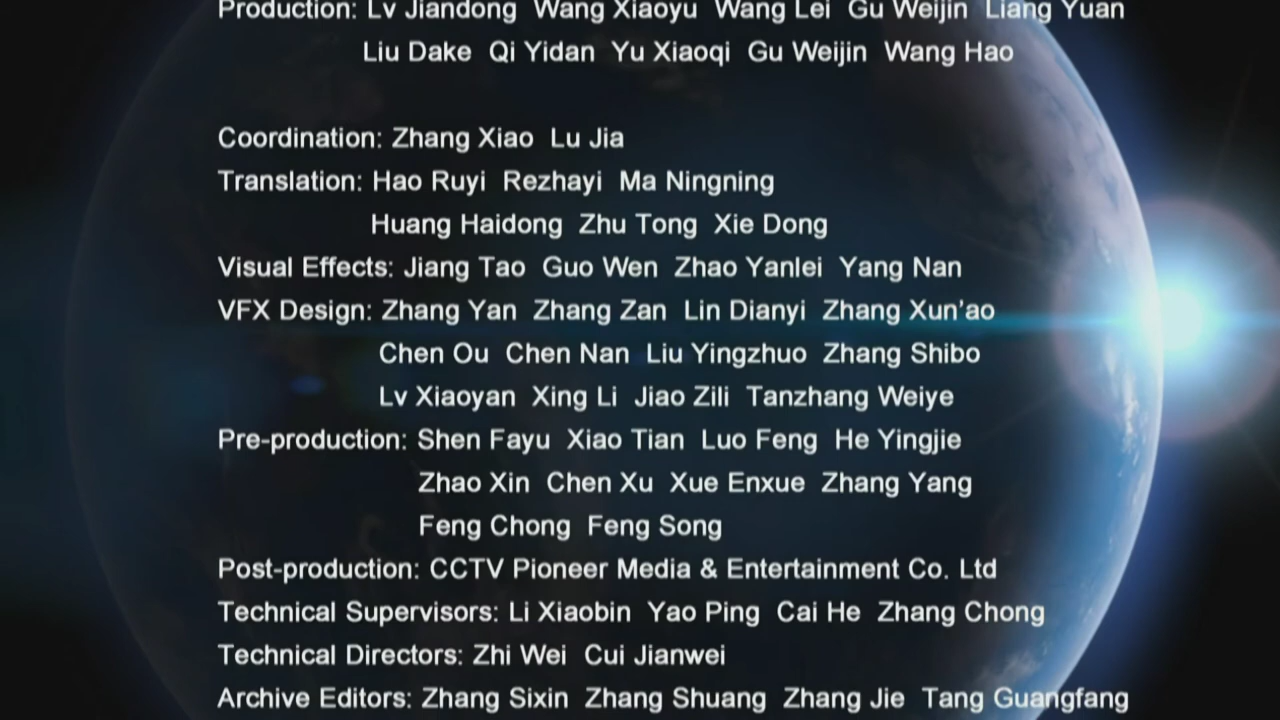 Production: Lv Jiandong Wang Xiaoyu Wang Lei Gu Weijin Liang Yuan
Liu Dake Qi Yidan Yu Xiaoqi Gu Weijin Wang Hao
Coordination: Zhang Xiao Lu Jia
Translation: Hao Ruyi Rezhayi Ma Ningning
Huang Haidong Zhu Tong Xie Dong
Visual Effects: Jiang Tao Guo Wen Zhao Yanlei Yang Nan
VFX Design: Zhang Yan Zhang Zan Lin Dianyi Zhang Xun’ao
Chen Ou Chen Nan Liu Yingzhuo Zhang Shibo
Lv Xiaoyan Xing Li Jiao Zili Tanzhang Weiye
Pre-production: Shen Fayu Xiao Tian Luo Feng He Yingjie
Zhao Xin Chen Xu Xue Enxue Zhang Yang
Feng Chong Feng Song
Post-production: CCTV Pioneer Media & Entertainment Co. Ltd
Technical Supervisors: Li Xiaobin Yao Ping Cai He Zhang Chong
Technical Directors: Zhi Wei Cui Jianwei
Archive Editors: Zhang Sixin Zhang Shuang Zhang Jie Tang Guangfang